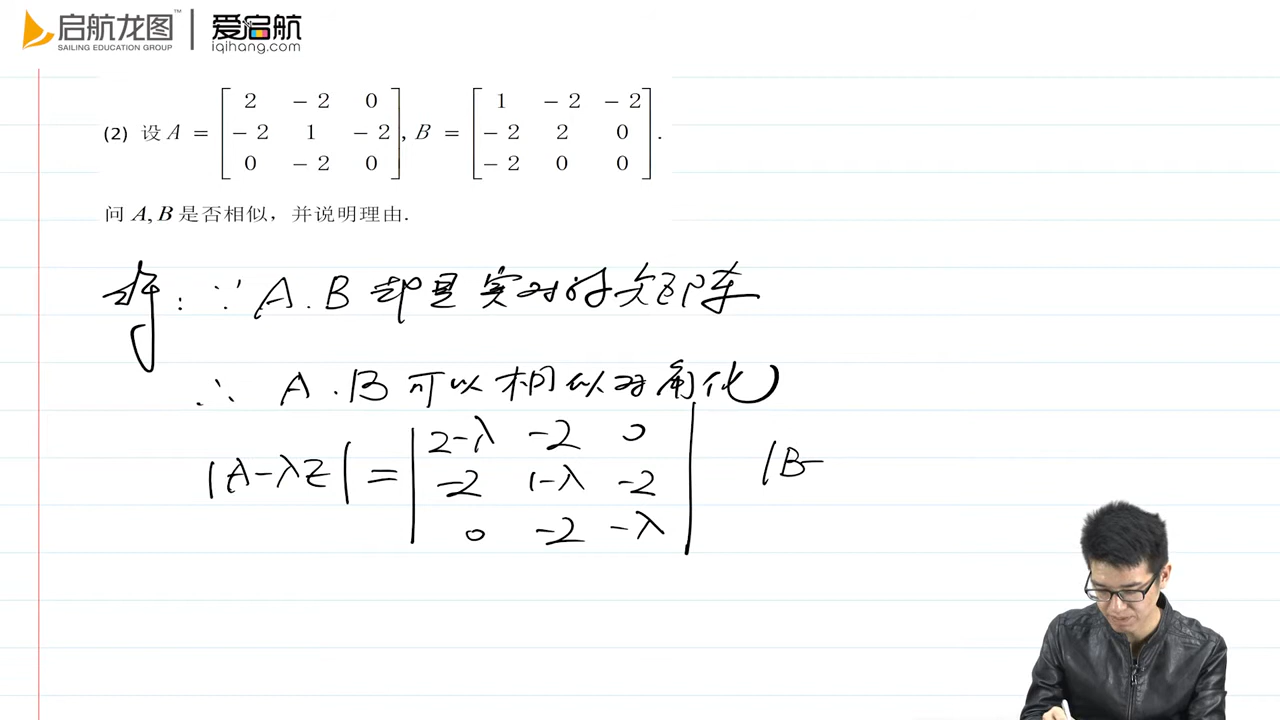 启航龙图™ | 爱启航
SAILING EDUCATION GROUP iqihang.com
(2) 设 A = [ 2 −2 0 ; −2 1 −2 ; 0 −2 0 ], B = [ 1 −2 −2 ; −2 2 0 ; −2 0 0 ].
问 A,B 是否相似，并说明理由.
解：∵ A.B 都是实对称矩阵
∴ A.B 可以相似对角化
|A-λE| = | 2-λ -2 0 ; -2 1-λ -2 ; 0 -2 -λ | |B-